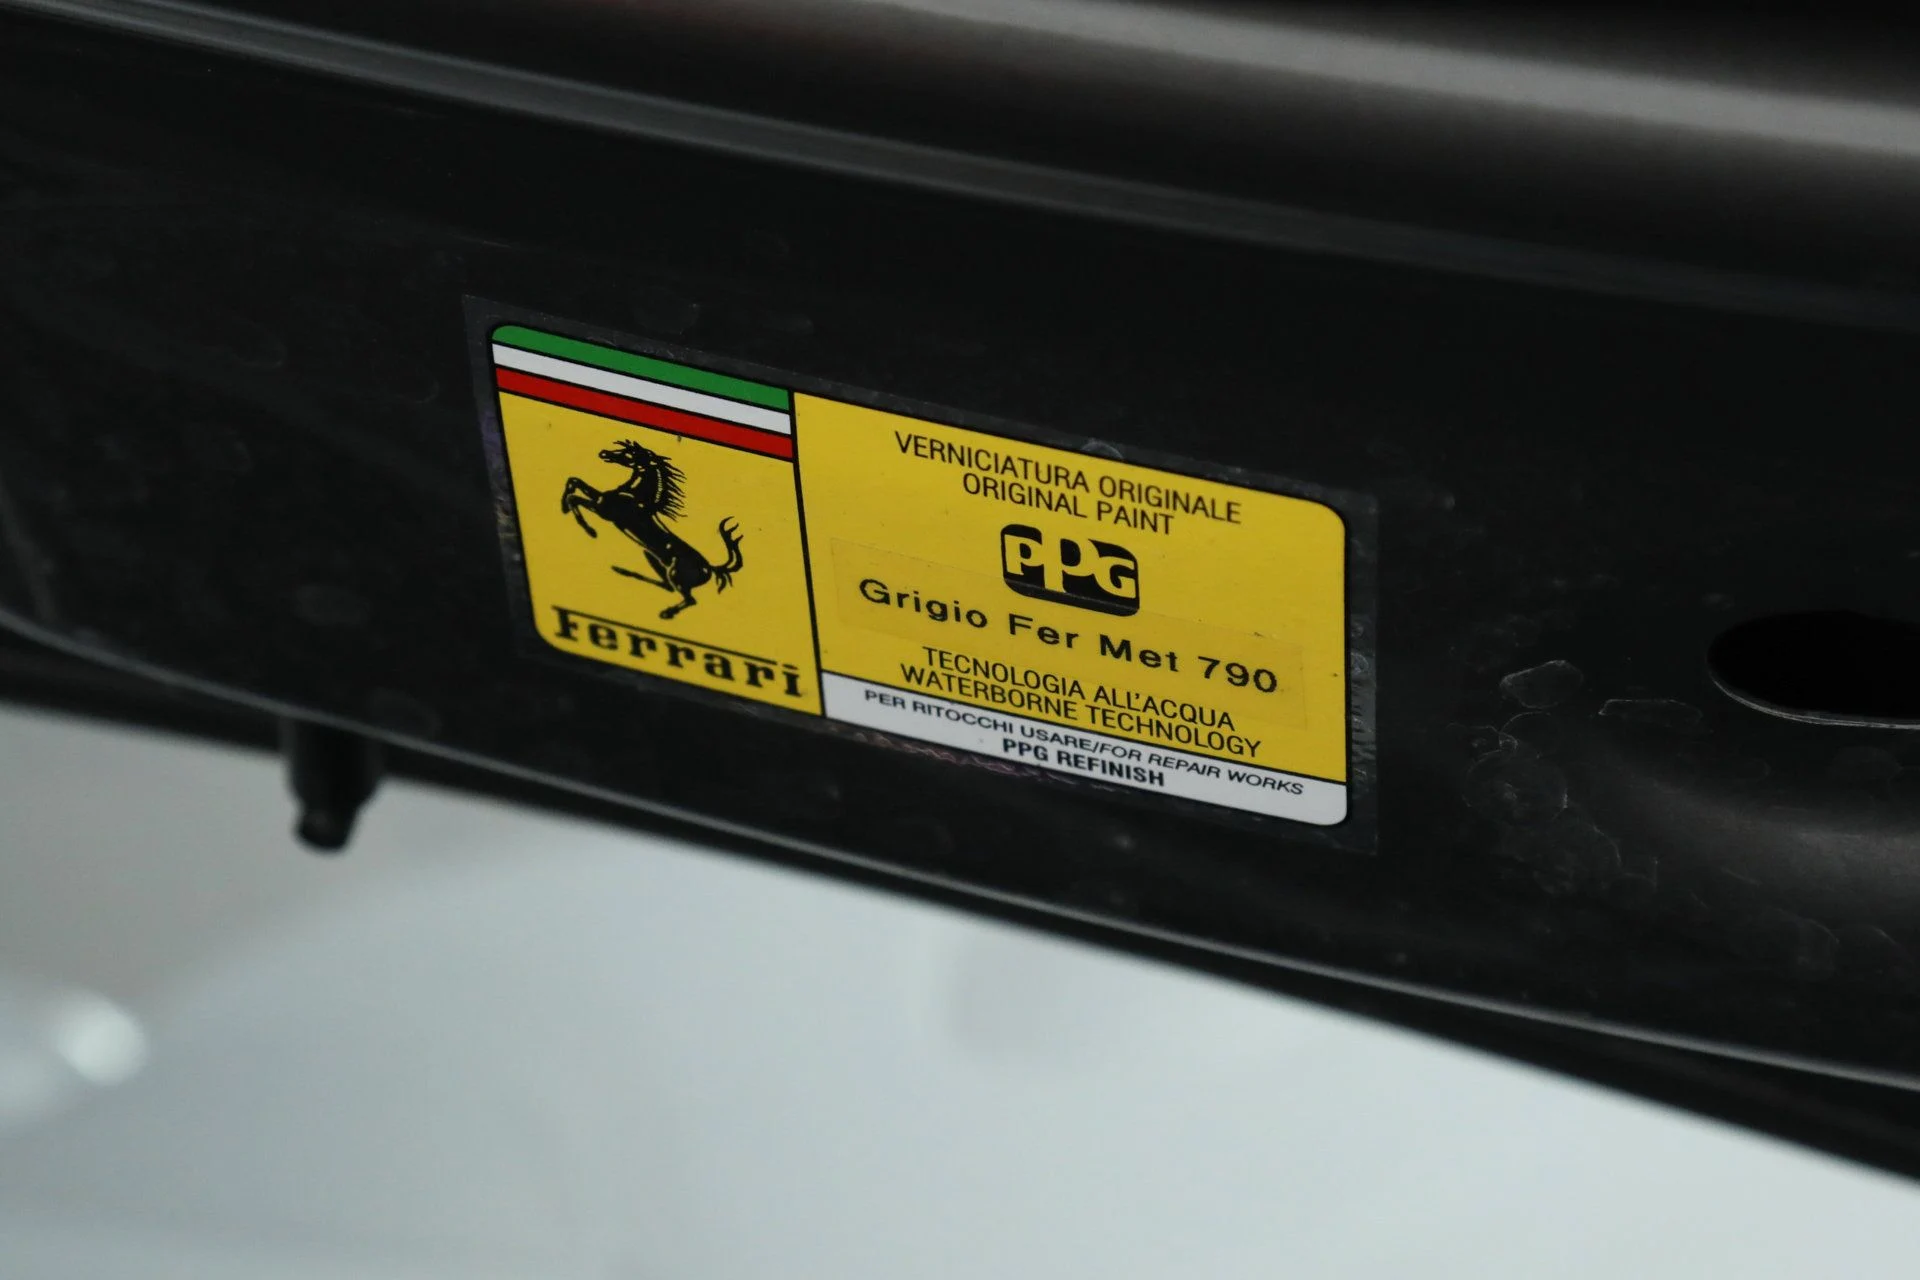 Ferrari
VERNICIATURA ORIGINALE
ORIGINAL PAINT
PPG
Grigio Fer Met 790
TECNOLOGIA ALL'ACQUA
WATERBORNE TECHNOLOGY
PER RITOCCHI USARE/FOR REPAIR WORKS
PPG REFINISH